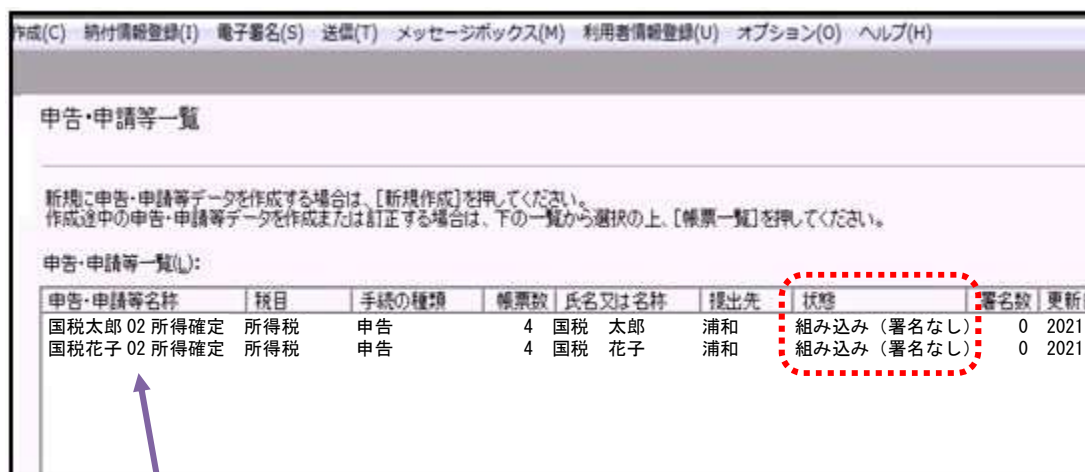 作成(C) 納付情報登録(I) 電子署名(S) 送信(T) メッセージボックス(M) 利用者情報登録(U) オプション(O) ヘルプ(H)
申告・申請等一覧
新規に申告・申請等データを作成する場合は、[新規作成]を押してください。
作成途中の申告・申請等データを作成または訂正する場合は、下の一覧から選択の上、[帳票一覧]を押してください。
申告・申請等一覧(L):
申告・申請等名称 税目 手続の種類 帳票数 氏名又は名称 提出先 状態 署名数 更新
国税太郎 02 所得確定 所得税 申告 4 国税 太郎 浦和 組み込み（署名なし） 0 2021
国税花子 02 所得確定 所得税 申告 4 国税 花子 浦和 組み込み（署名なし） 0 2021